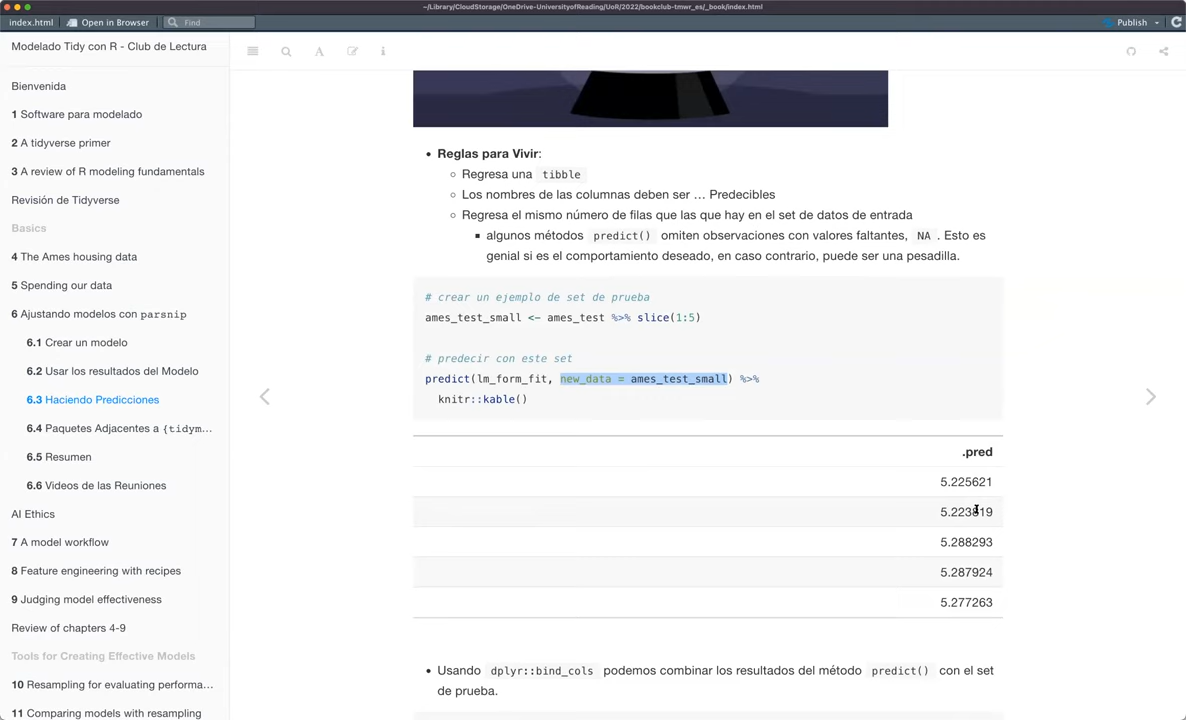 ~/Library/CloudStorage/OneDrive-UniversityofReading/UoR/2022/bookclub-tmwr_es/_book/index.html
index.html
Open in Browser
Find
Publish
Modelado Tidy con R - Club de Lectura
Bienvenida
1 Software para modelado
2 A tidyverse primer
3 A review of R modeling fundamentals
Revisión de Tidyverse
Basics
4 The Ames housing data
5 Spending our data
6 Ajustando modelos con parsnip
6.1 Crear un modelo
6.2 Usar los resultados del Modelo
6.3 Haciendo Predicciones
6.4 Paquetes Adjacentes a {tidym...
6.5 Resumen
6.6 Videos de las Reuniones
AI Ethics
7 A model workflow
8 Feature engineering with recipes
9 Judging model effectiveness
Review of chapters 4-9
Tools for Creating Effective Models
10 Resampling for evaluating performa...
11 Comparing models with resampling
• Reglas para Vivir:
Regresa una tibble
Los nombres de las columnas deben ser … Predecibles
Regresa el mismo número de filas que las que hay en el set de datos de entrada
algunos métodos predict() omiten observaciones con valores faltantes, NA . Esto es
genial si es el comportamiento deseado, en caso contrario, puede ser una pesadilla.
# crear un ejemplo de set de prueba
ames_test_small <- ames_test %>% slice(1:5)
# predecir con este set
predict(lm_form_fit, new_data = ames_test_small) %>%
knitr::kable()
.pred
5.225621
5.223819
5.288293
5.287924
5.277263
• Usando dplyr::bind_cols podemos combinar los resultados del método predict() con el set
de prueba.